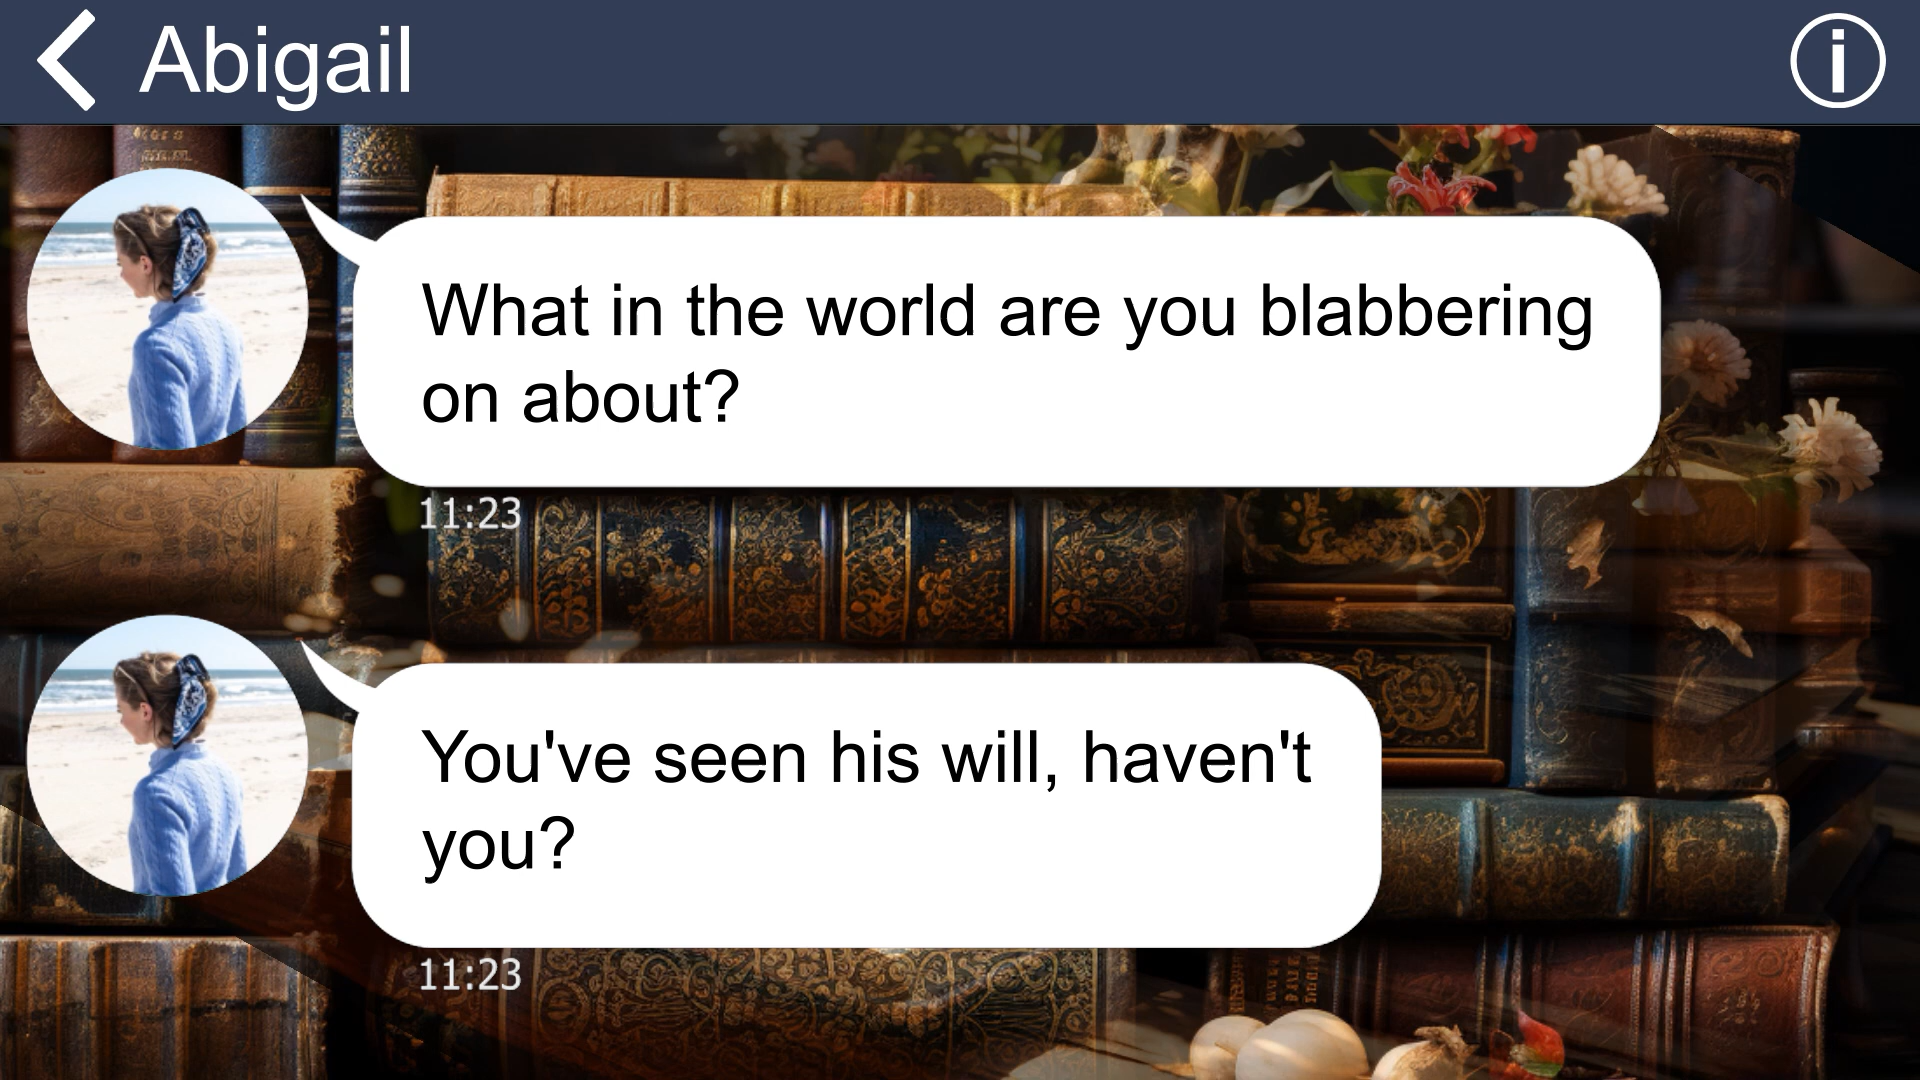 Abigail
What in the world are you blabbering
on about?
11:23
You've seen his will, haven't
you?
11:23